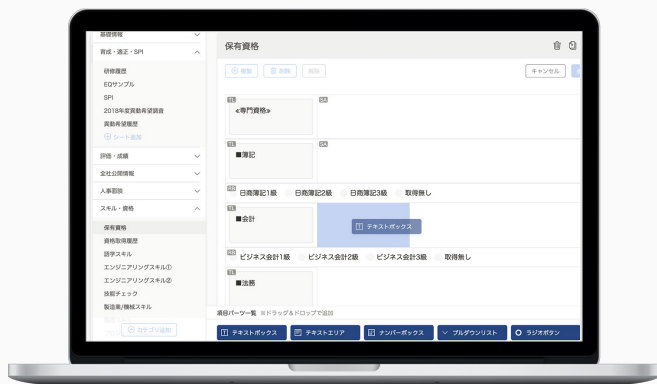 基礎情報
育成・適正・SPI
研修履歴
EQサンプル
SPI
2018年度異動希望調査
異動希望履歴
シート追加
評価・成績
会社公開情報
人事面談
スキル・資格
保有資格
資格取得履歴
語学スキル
エンジニアリングスキル①
エンジニアリングスキル②
技能チェック
製造業/機械スキル
カテゴリ追加
保有資格
複製
削除
解除
キャンセル
TL
≪専門資格≫
SA
TL
■簿記
SA
RB
日商簿記1級
日商簿記2級
日商簿記3級
取得無し
TL
■会計
テキストボックス
RB
ビジネス会計1級
ビジネス会計2級
ビジネス会計3級
取得無し
TL
■法務
項目パーツ一覧 ※ドラッグ&ドロップで追加
テキストボックス
テキストエリア
ナンバーボックス
プルダウンリスト
ラジオボタン